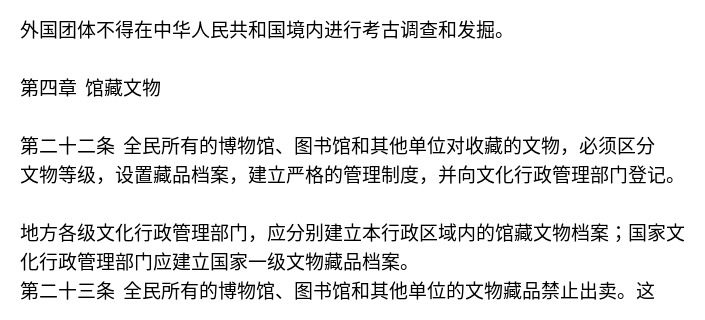 外国团体不得在中华人民共和国境内进行考古调查和发掘。
第四章 馆藏文物
第二十二条 全民所有的博物馆、图书馆和其他单位对收藏的文物，必须区分
文物等级，设置藏品档案，建立严格的管理制度，并向文化行政管理部门登记。
地方各级文化行政管理部门，应分别建立本行政区域内的馆藏文物档案；国家文
化行政管理部门应建立国家一级文物藏品档案。
第二十三条 全民所有的博物馆、图书馆和其他单位的文物藏品禁止出卖。这